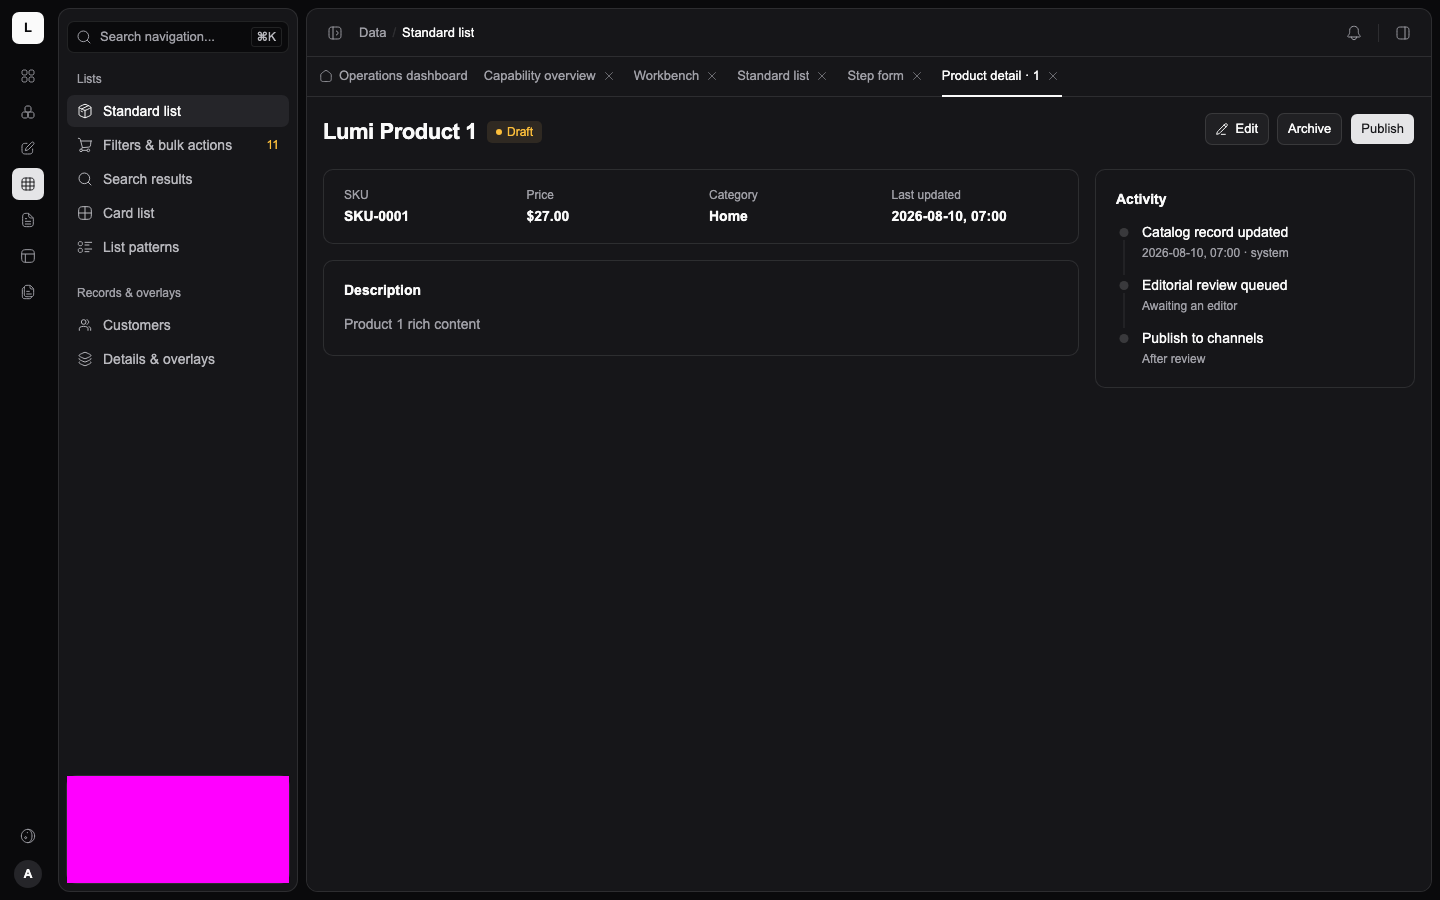 L
Search navigation...
⌘K
Lists
Standard list
Filters & bulk actions
11
Search results
Card list
List patterns
Records & overlays
Customers
Details & overlays
A
Data / Standard list
Operations dashboard
Capability overview
Workbench
Standard list
Step form
Product detail · 1
Lumi Product 1
Draft
Edit
Archive
Publish
SKU
SKU-0001
Price
$27.00
Category
Home
Last updated
2026-08-10, 07:00
Description
Product 1 rich content
Activity
Catalog record updated
2026-08-10, 07:00 · system
Editorial review queued
Awaiting an editor
Publish to channels
After review